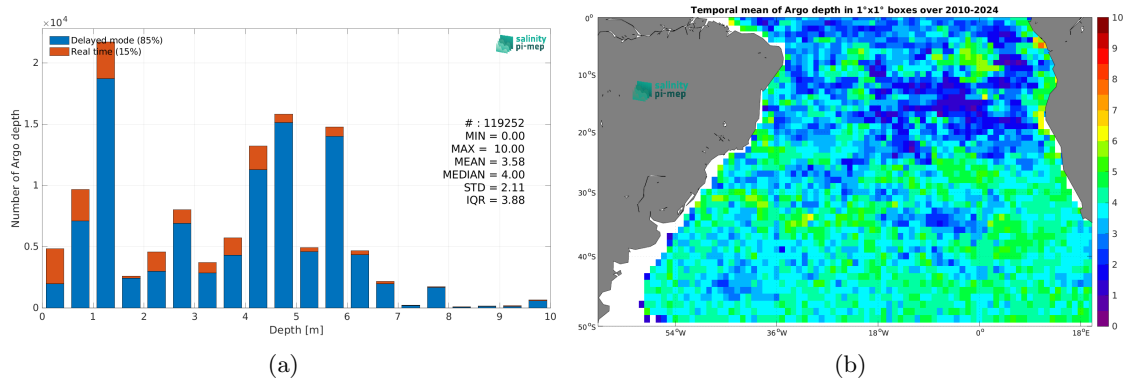 ×10⁴
Delayed mode (85%)
Real time (15%)
salinity
pi-mep
# : 119252
MIN = 0.00
MAX = 10.00
MEAN = 3.58
MEDIAN = 4.00
STD = 2.11
IQR = 3.88
Number of Argo depth
2
1.5
1
0.5
0
0 1 2 3 4 5 6 7 8 9 10
Depth [m]
(a)
Temporal mean of Argo depth in 1°x1° boxes over 2010-2024
salinity
pi-mep
0°
10°S
20°S
30°S
40°S
50°S
54°W 36°W 18°W 0° 18°E
10
9
8
7
6
5
4
3
2
1
0
(b)